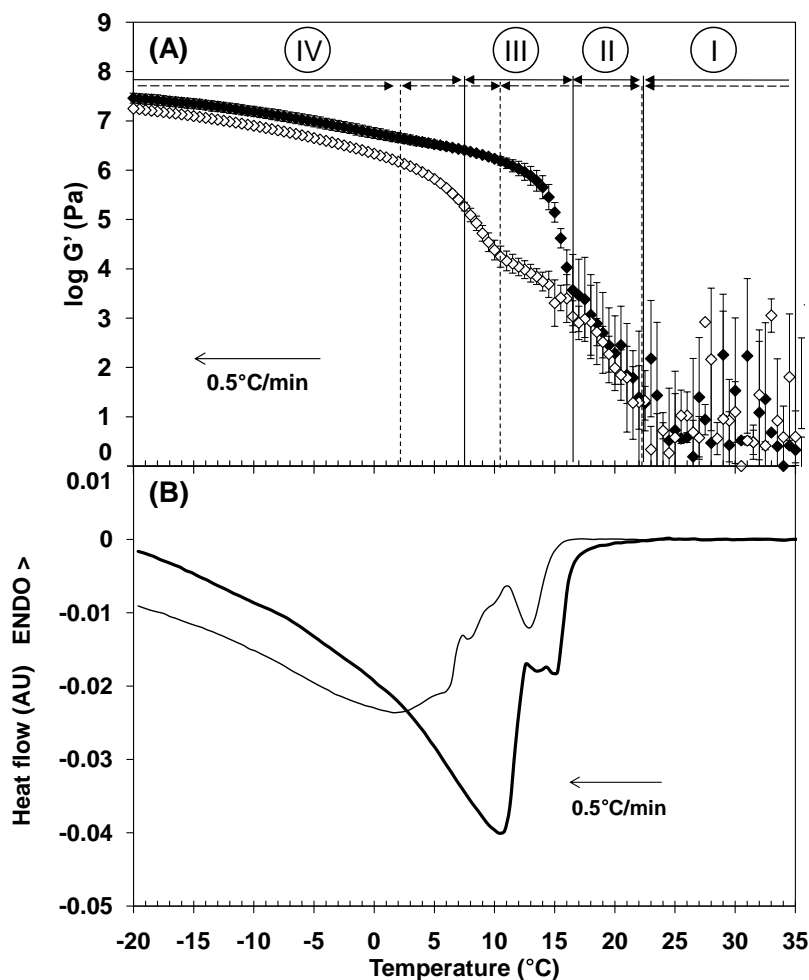 (A) IV III II I
9
8
7
6
5
4
3
2
1
0
log G’ (Pa)
0.5°C/min
(B)
0.01
0
-0.01
-0.02
-0.03
-0.04
-0.05
Heat flow (AU) ENDO >
0.5°C/min
-20 -15 -10 -5 0 5 10 15 20 25 30 35
Temperature (°C)